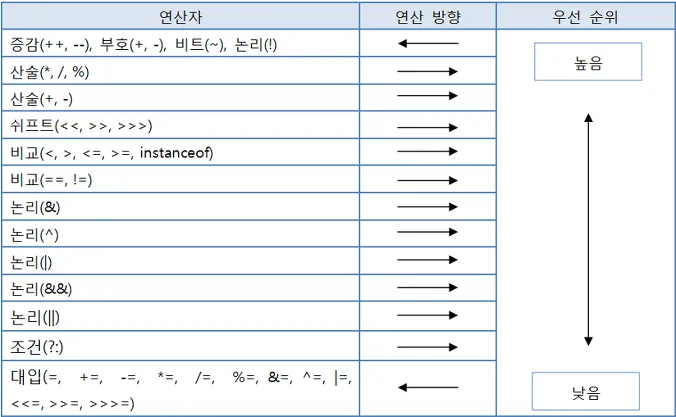 연산자 연산 방향 우선 순위
증감(++, --), 부호(+, -), 비트(~), 논리(!)
높음
산술(*, /, %)
산술(+, -)
쉬프트(<<, >>, >>>)
비교(<, >, <=, >=, instanceof)
비교(==, !=)
논리(&)
논리(^)
논리(|)
논리(&&)
논리(||)
조건(?:)
대입(=, +=, -=, *=, /=, %=, &=, ^=, |=,
<<=, >>=, >>>=)
낮음